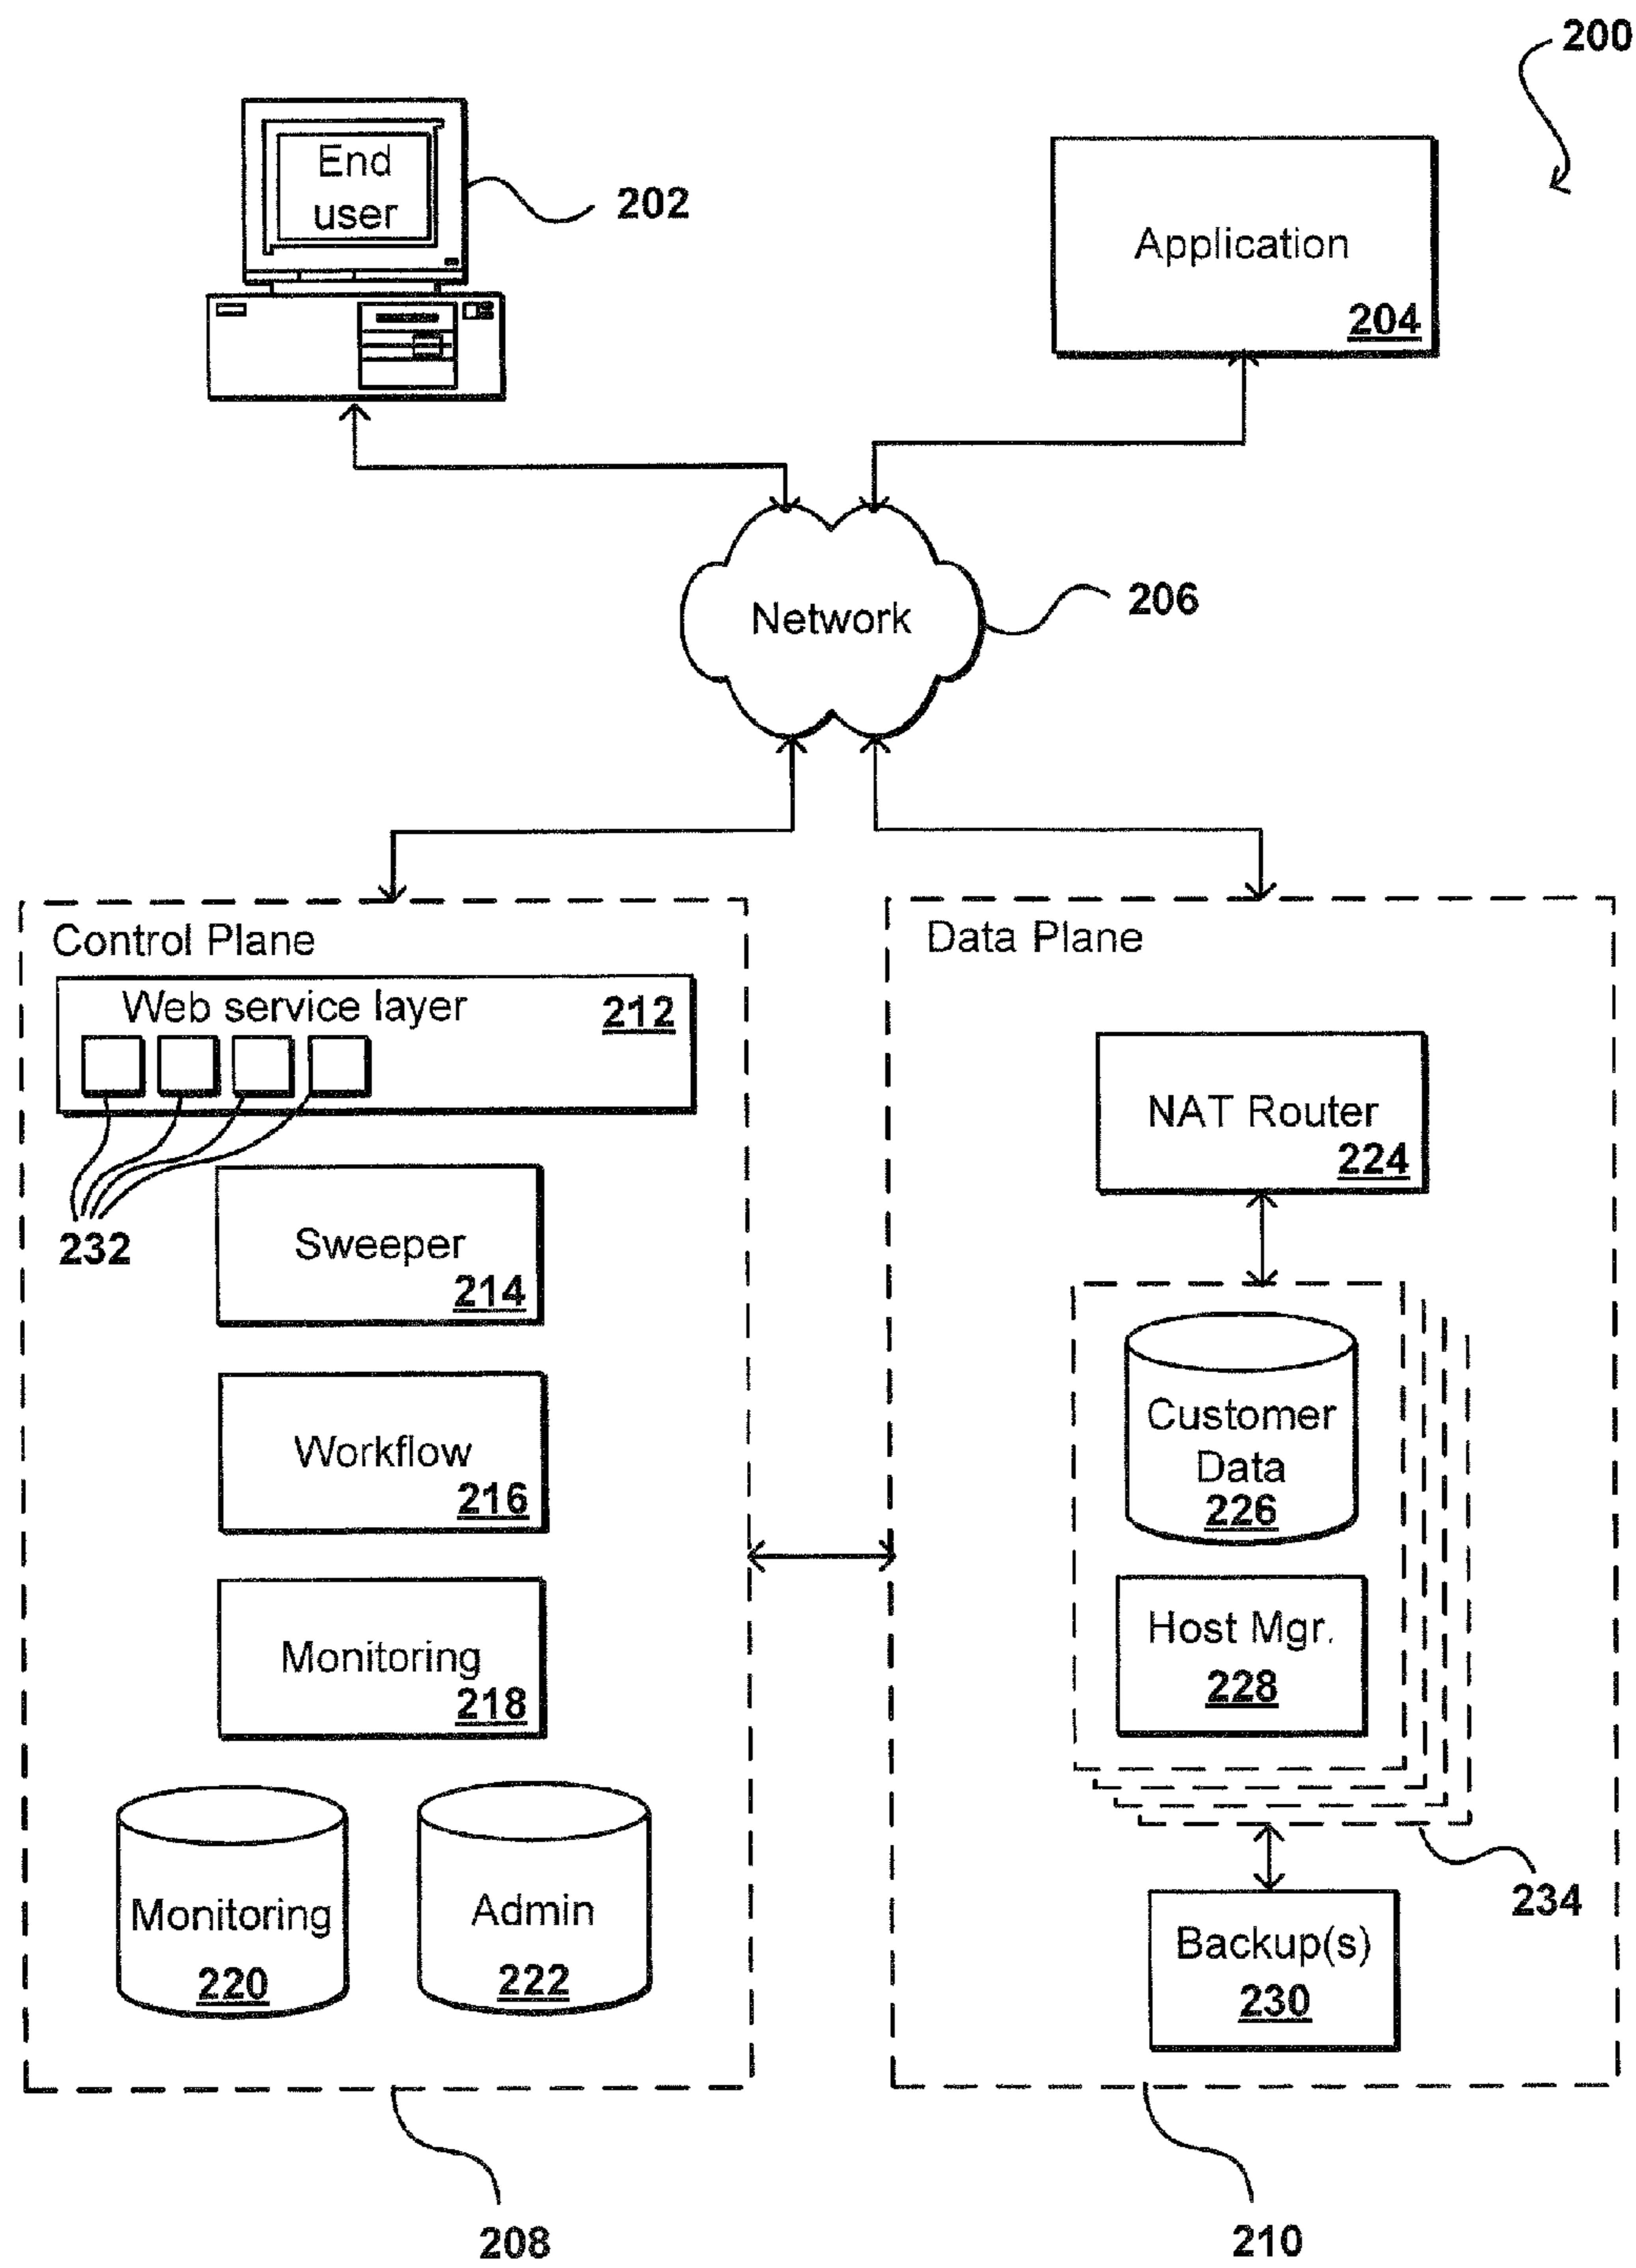 200
End
user
202
Application
204
Network
206
Control Plane
Web service layer
212
232
Sweeper
214
Workflow
216
Monitoring
218
Monitoring
220
Admin
222
208
Data Plane
NAT Router
224
Customer
Data
226
Host Mgr.
228
234
Backup(s)
230
210